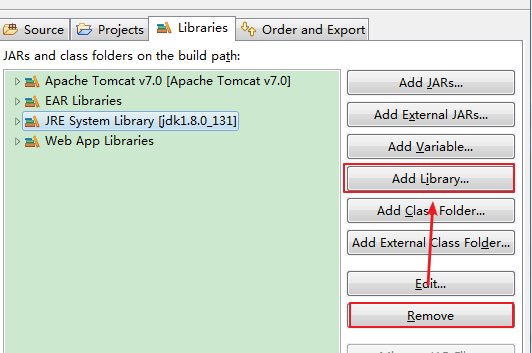 Source Projects Libraries Order and Export
JARs and class folders on the build path:
Apache Tomcat v7.0 [Apache Tomcat v7.0]
EAR Libraries
JRE System Library [jdk1.8.0_131]
Web App Libraries
Add JARs...
Add External JARs...
Add Variable...
Add Library...
Add Class Folder...
Add External Class Folder...
Edit...
Remove